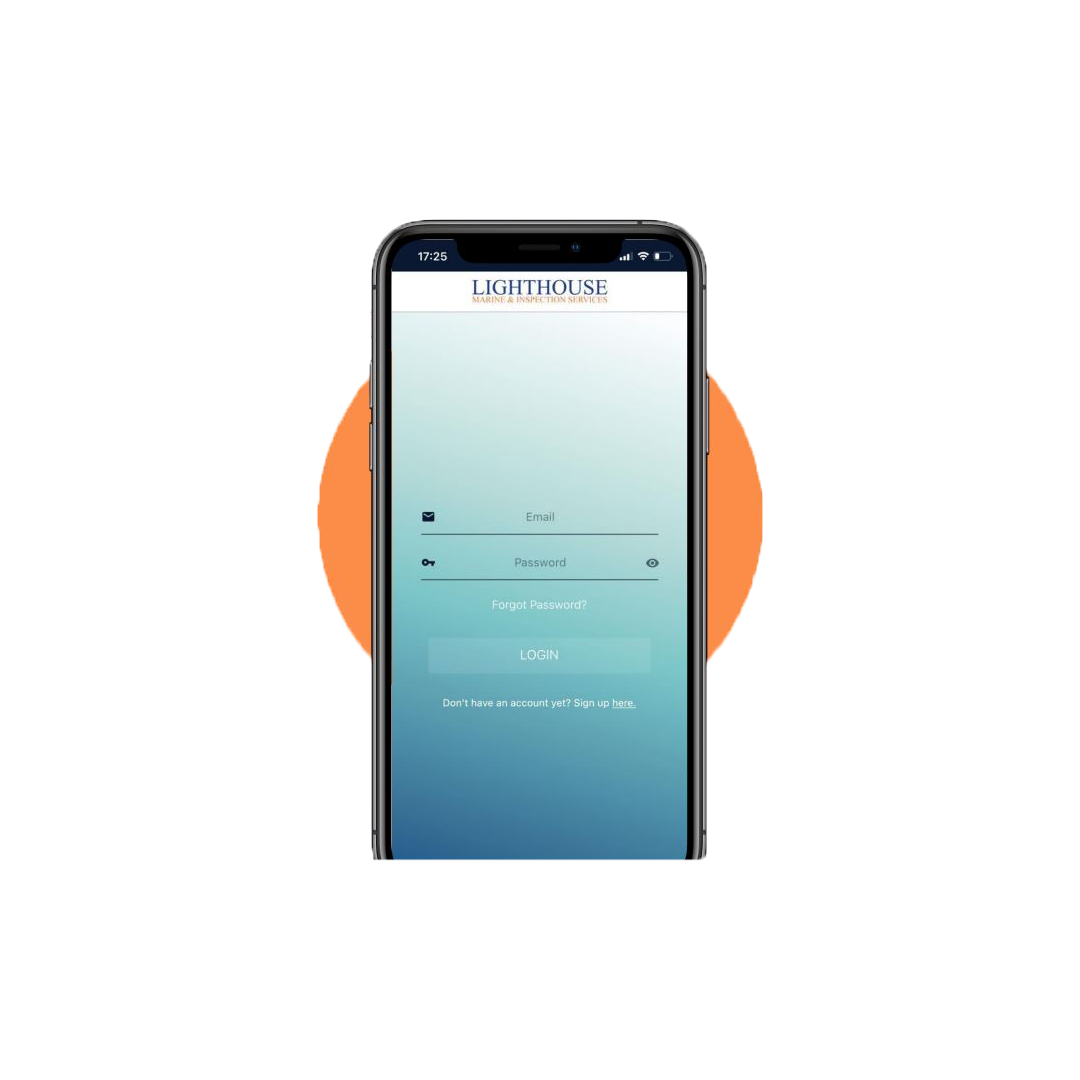 17:25
LIGHTHOUSE
MARINE & INSPECTION SERVICES
Email
Password
Forgot Password?
LOGIN
Don't have an account yet? Sign up here.